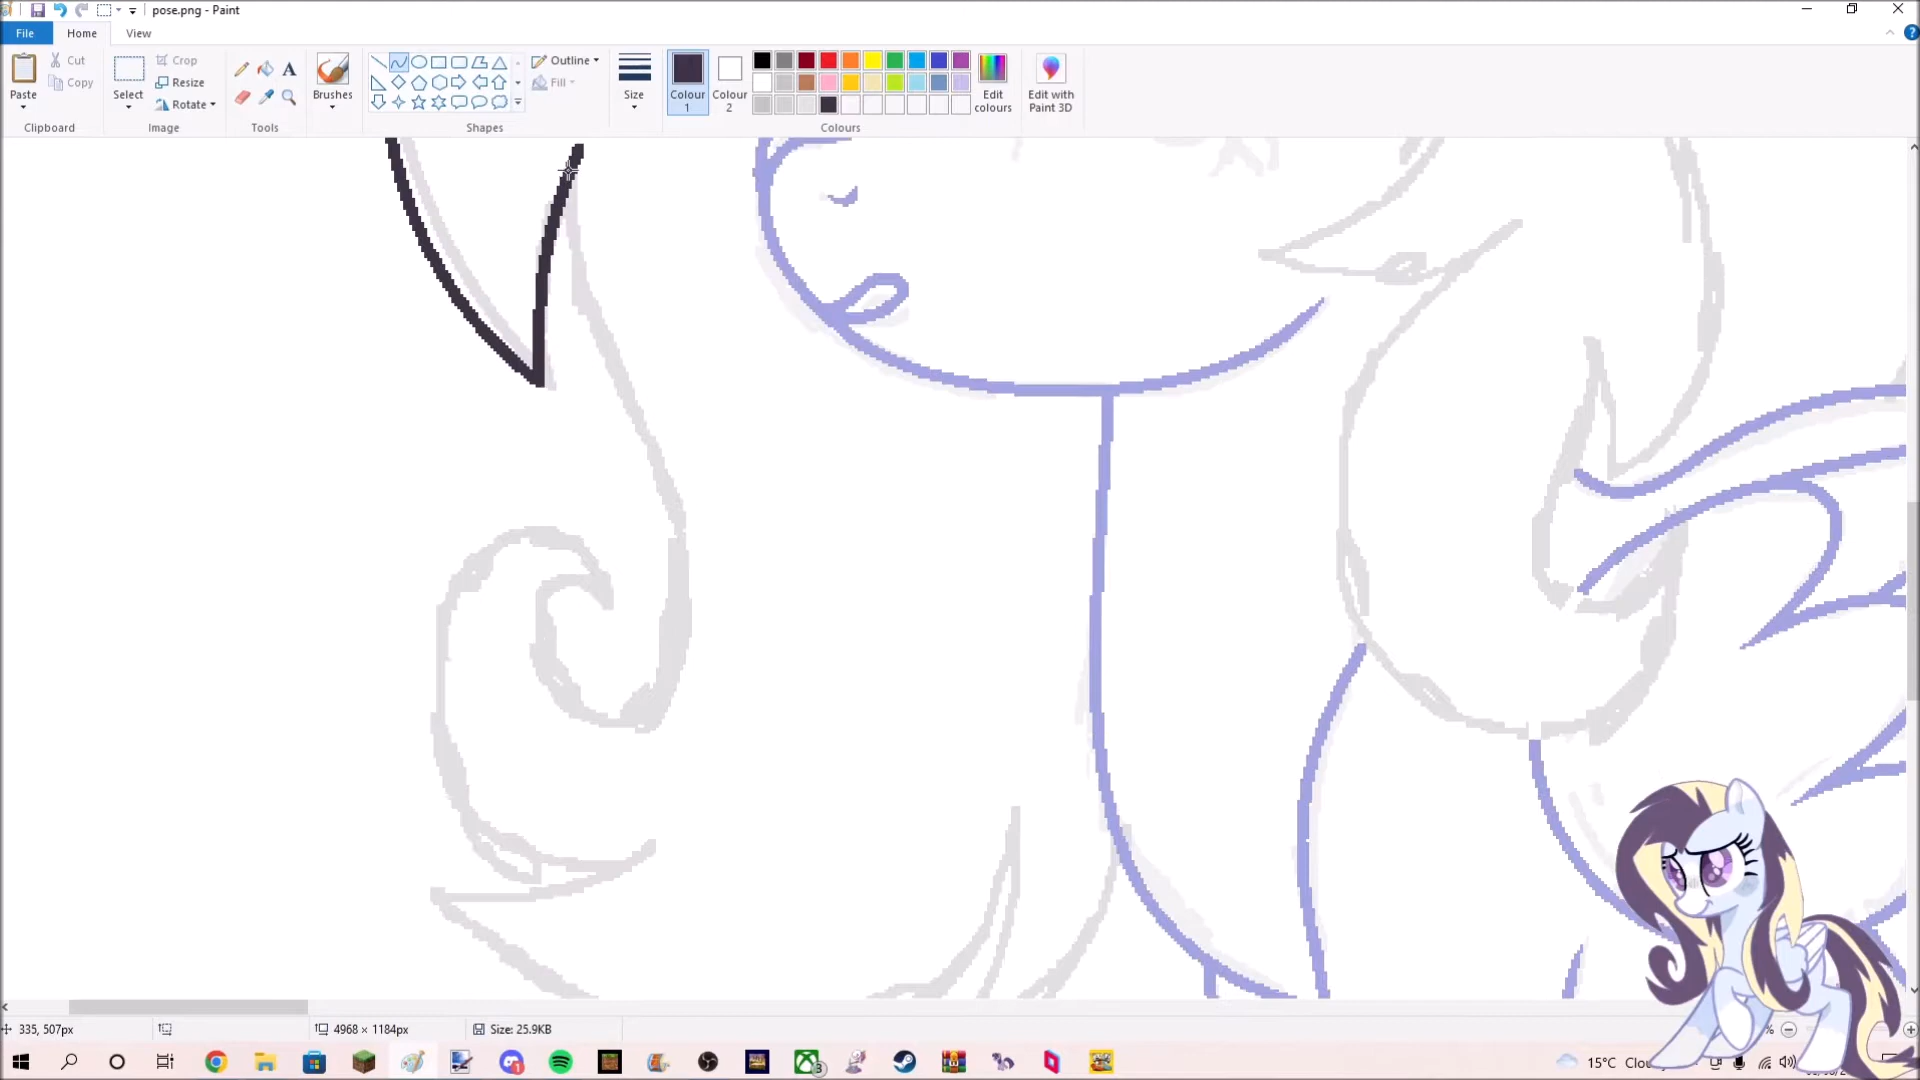 pose.png - Paint
File
Home
View
Paste
Cut
Copy
Clipboard
Select
Crop
Resize
Rotate
Image
A
Tools
Brushes
Outline
Fill
Shapes
Size
Colour 1
Colour 2
Edit colours
Colours
Edit with Paint 3D
335, 507px
4968 × 1184px
Size: 25.9KB
%
15°C